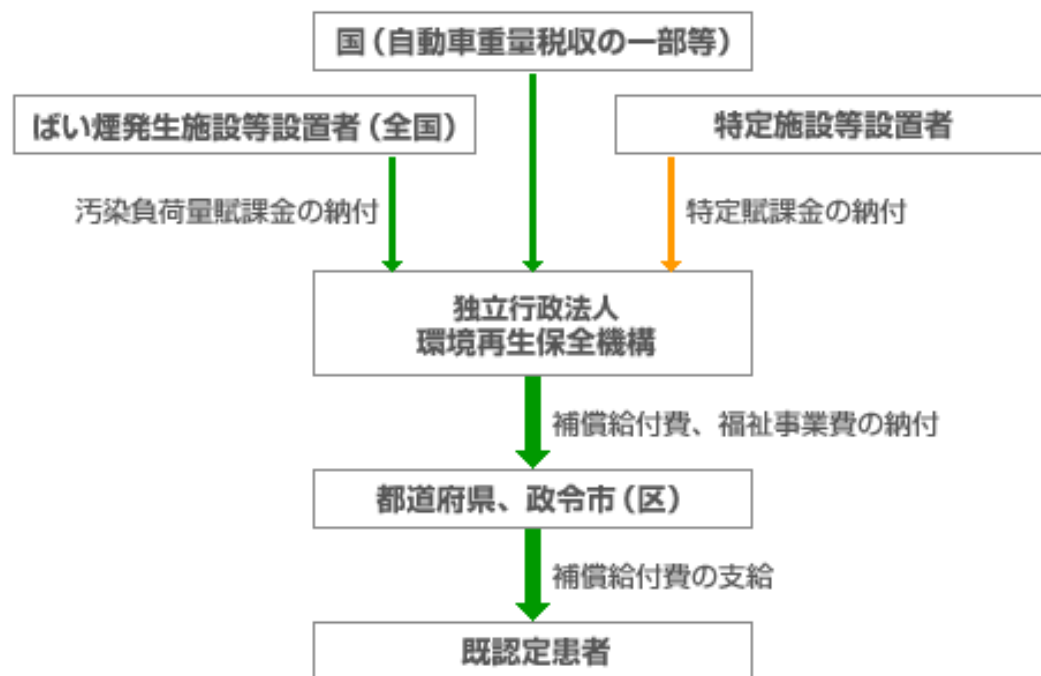 国（自動車重量税収の一部等）
ばい煙発生施設等設置者（全国）
特定施設等設置者
汚染負荷量賦課金の納付
特定賦課金の納付
独立行政法人
環境再生保全機構
補償給付費、福祉事業費の納付
都道府県、政令市（区）
補償給付費の支給
既認定患者